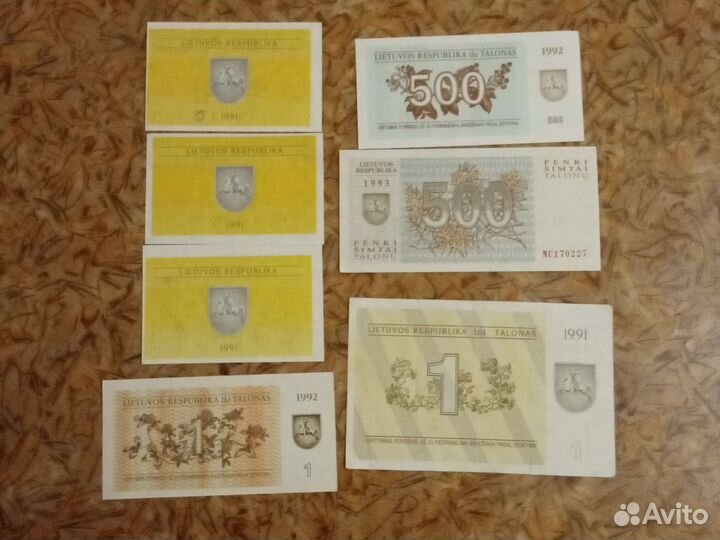 LIETUVOS RESPUBLIKA
1991
LIETUVOS RESPUBLIKA
1991
LIETUVOS RESPUBLIKA
1991
LIETUVOS RESPUBLIKA TALONAS
1992
1
1
LIETUVOS RESPUBLIKA TALONAS
1992
500
500
LIETUVOS
RESPUBLIKA
1993
500
PENKI
ŠIMTAI
TALONŲ
PENKI
ŠIMTAI
TALONŲ
NC170227
LIETUVOS RESPUBLIKA TALONAS
1991
1
1
Avito